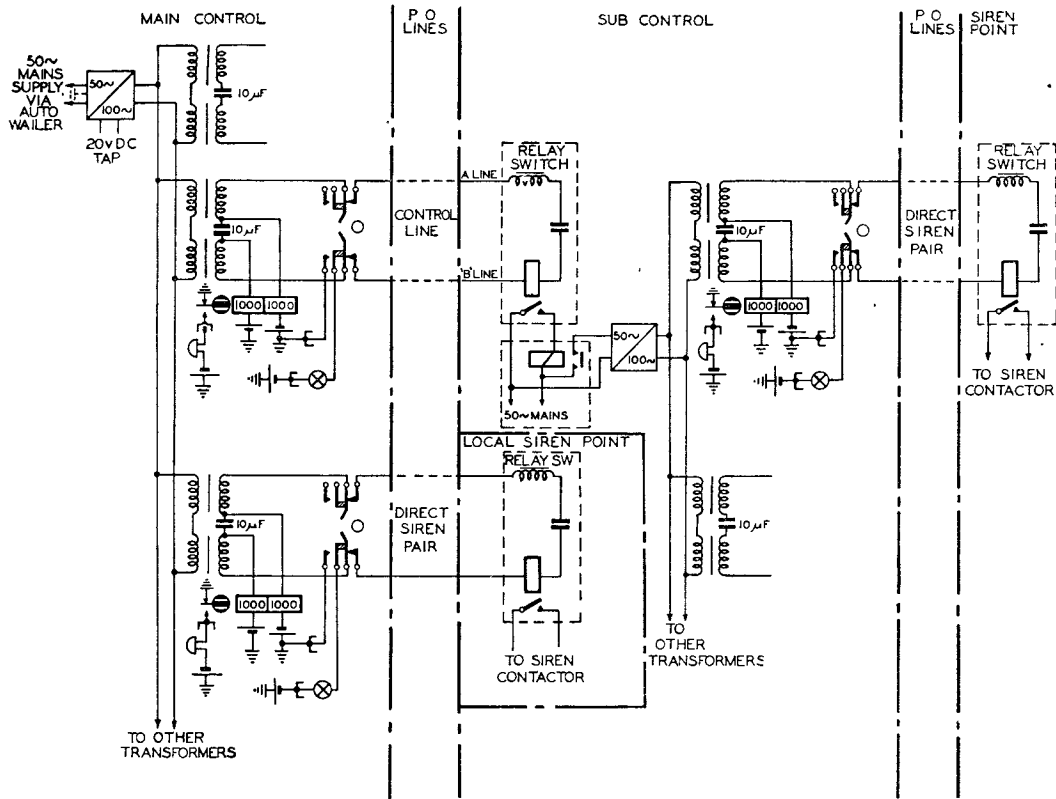 MAIN CONTROL
P O
LINES
SUB CONTROL
P O
LINES
SIREN
POINT
50~
MAINS
SUPPLY
VIA
AUTO
WAILER
50~
100~
20V DC
TAP
10µF
RELAY
SWITCH
A LINE
CONTROL
LINE
'B' LINE
10µF
1000 1000
50~
100~
50~MAINS
10µF
1000 1000
DIRECT
SIREN
PAIR
RELAY
SWITCH
TO SIREN
CONTACTOR
LOCAL SIREN POINT
RELAY SW
10µF
1000 1000
DIRECT
SIREN
PAIR
TO SIREN
CONTACTOR
10µF
TO
OTHER
TRANSFORMERS
TO OTHER
TRANSFORMERS